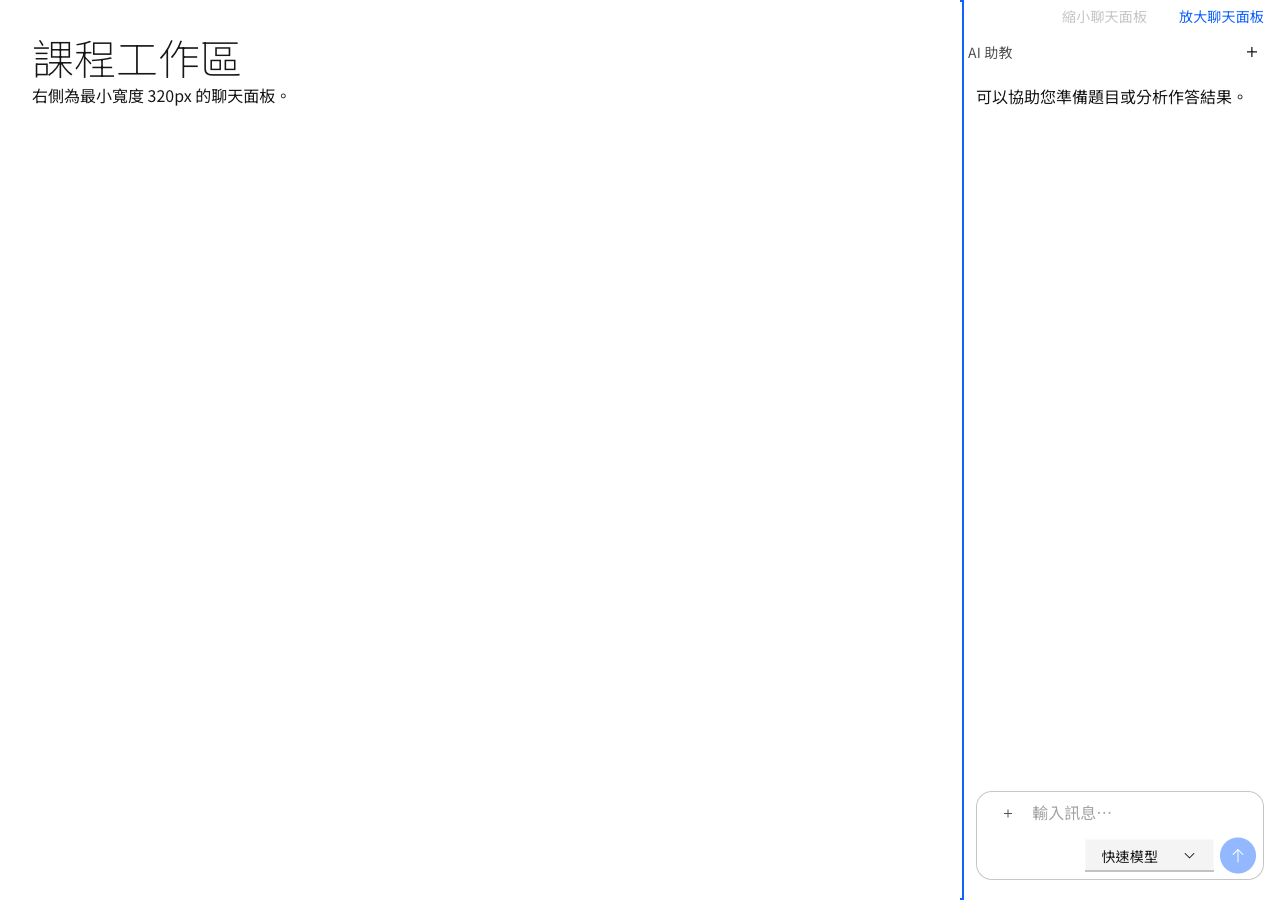 課程工作區
右側為最小寬度 320px 的聊天面板。
縮小聊天面板
放大聊天面板
AI 助教
+
可以協助您準備題目或分析作答結果。
+
輸入訊息…
快速模型